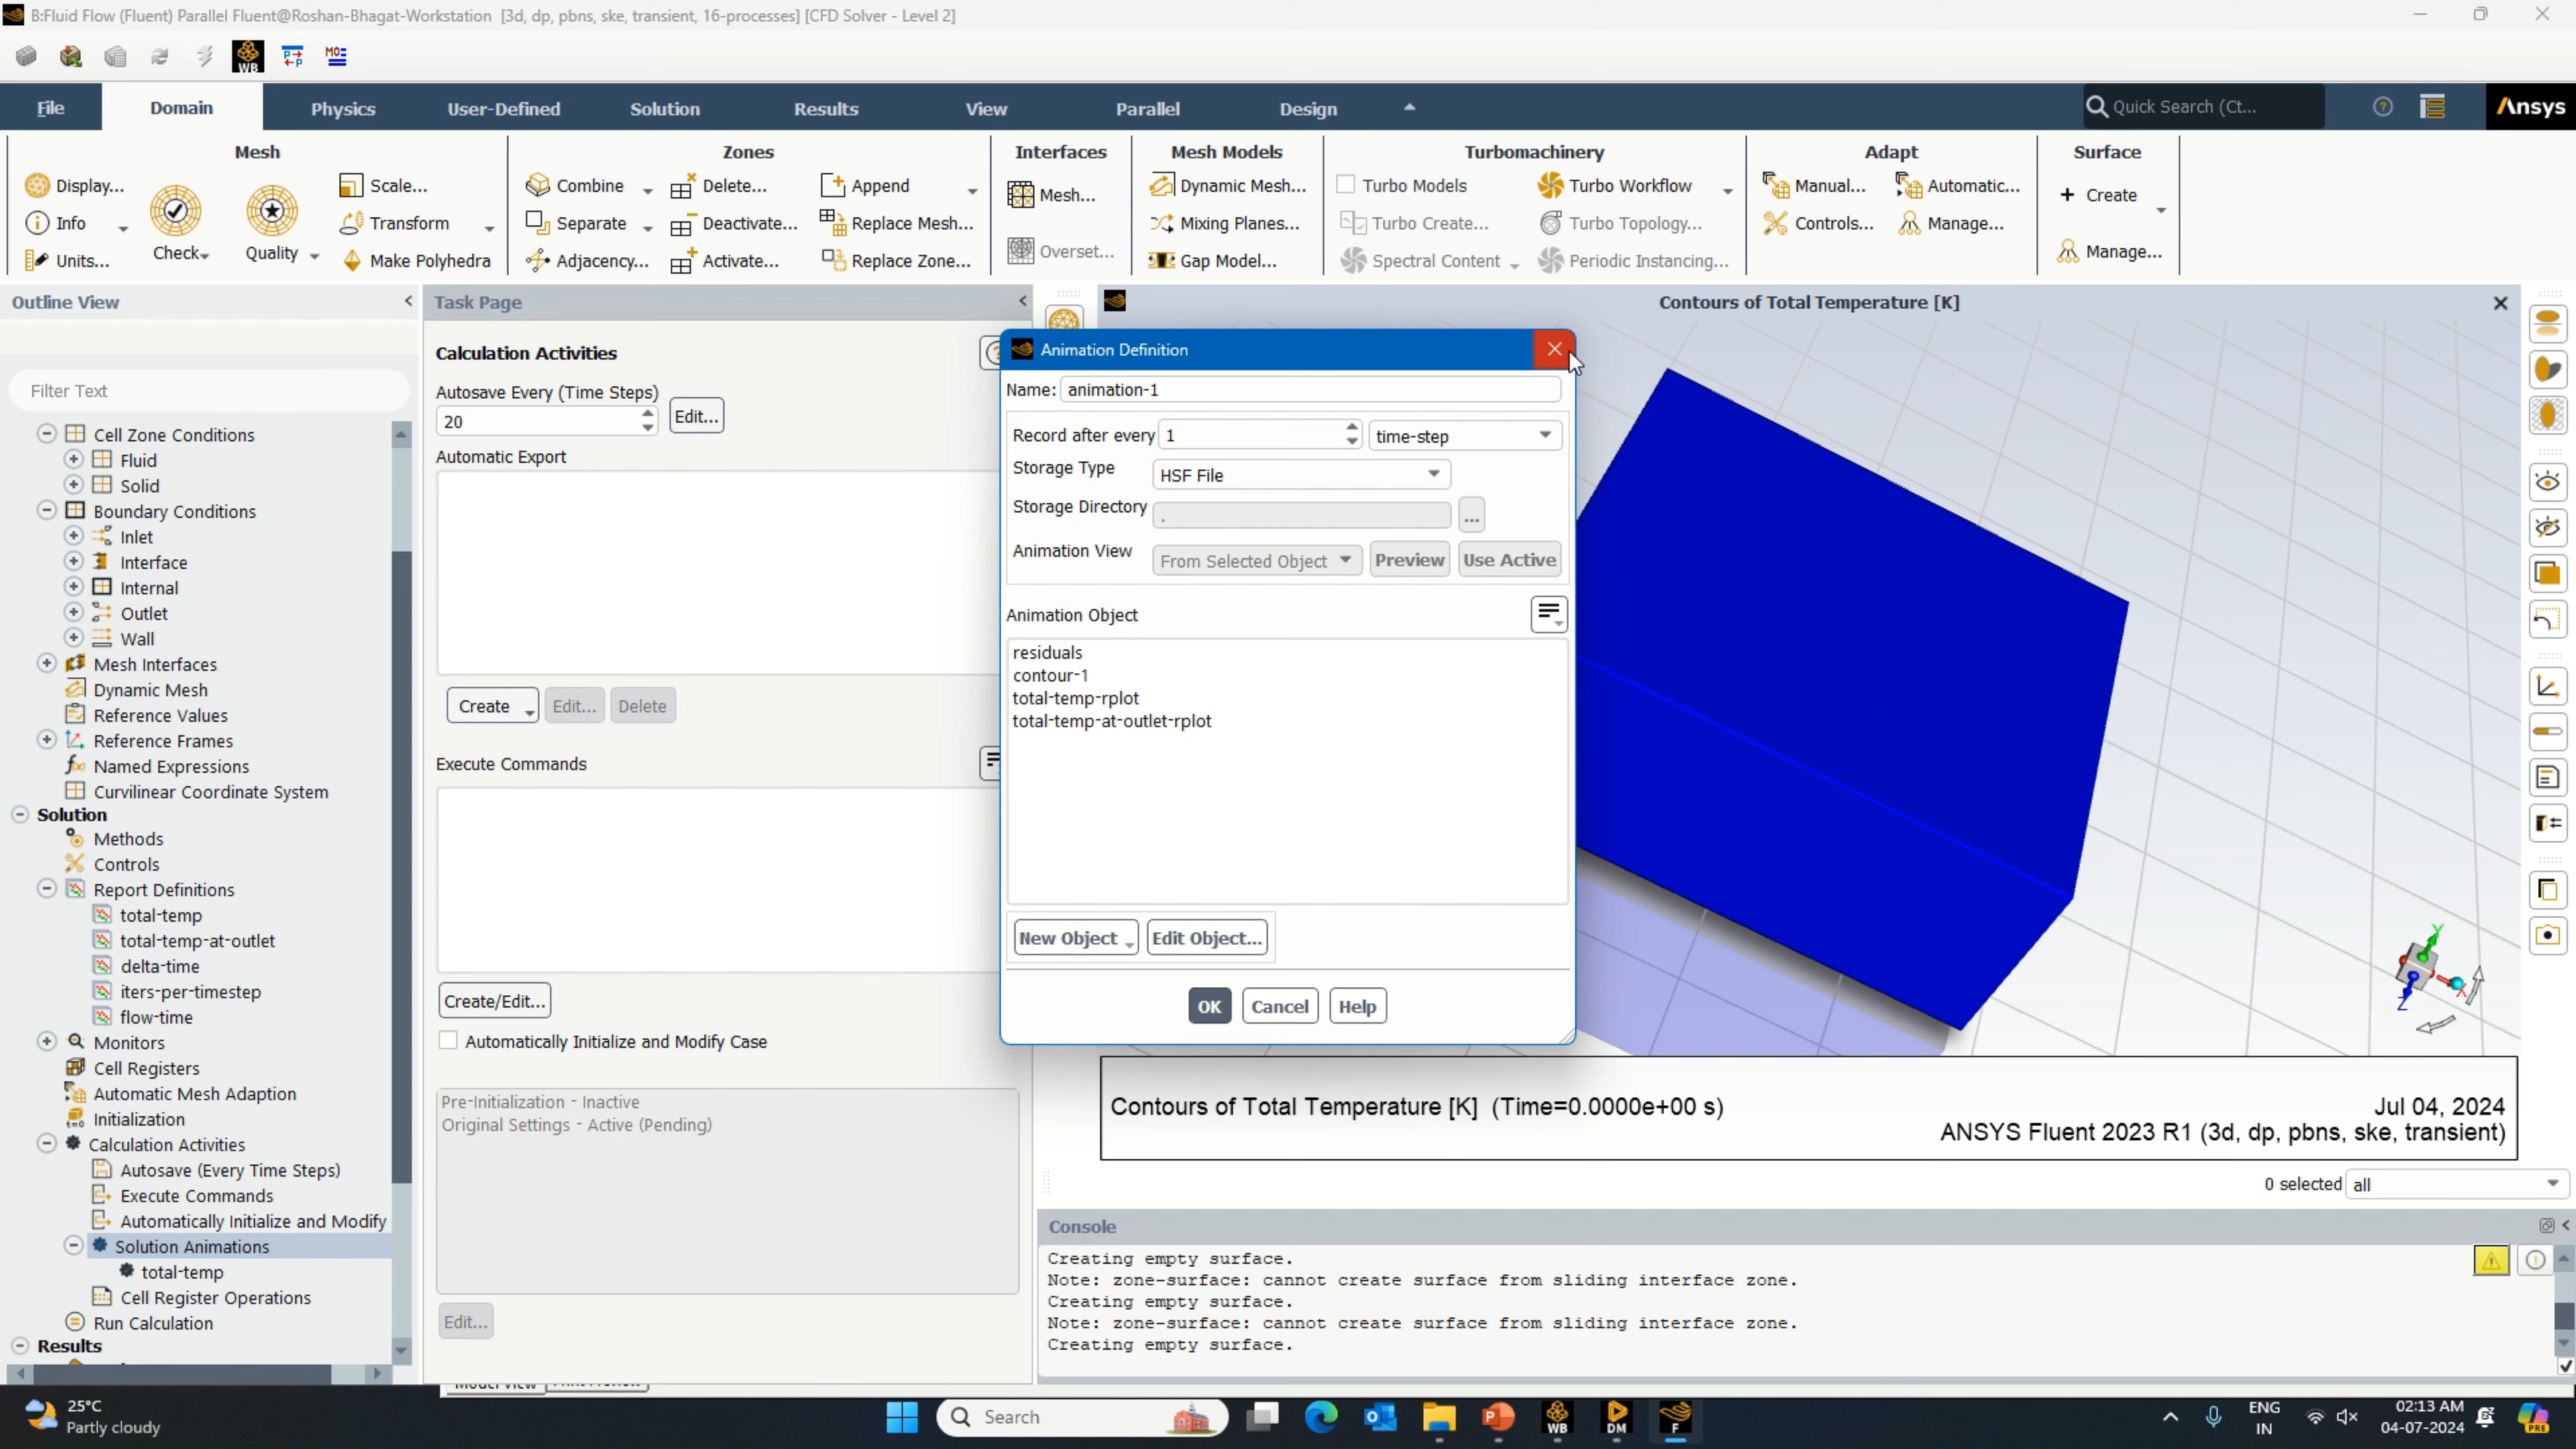 B:Fluid Flow (Fluent) Parallel Fluent@Roshan-Bhagat-Workstation [3d, dp, pbns, ske, transient, 16-processes] [CFD Solver - Level 2]
WB
MO
File Domain Physics User-Defined Solution Results View Parallel Design Quick Search (Ct... Ansys
Mesh Zones Interfaces Mesh Models Turbomachinery Adapt Surface
Display... Scale... Combine Delete... Append Mesh... Dynamic Mesh... Turbo Models Turbo Workflow Manual... Automatic... + Create
Info Transform Separate Deactivate... Replace Mesh... Mixing Planes... Turbo Create... Turbo Topology... Controls... Manage...
Units... Check Quality Make Polyhedra Adjacency... Activate... Replace Zone... Overset... Gap Model... Spectral Content Periodic Instancing... Manage...
Outline View
Filter Text
Cell Zone Conditions
Fluid
Solid
Boundary Conditions
Inlet
Interface
Internal
Outlet
Wall
Mesh Interfaces
Dynamic Mesh
Reference Values
Reference Frames
Named Expressions
Curvilinear Coordinate System
Solution
Methods
Controls
Report Definitions
total-temp
total-temp-at-outlet
delta-time
iters-per-timestep
flow-time
Monitors
Cell Registers
Automatic Mesh Adaption
Initialization
Calculation Activities
Autosave (Every Time Steps)
Execute Commands
Automatically Initialize and Modify
Solution Animations
total-temp
Cell Register Operations
Run Calculation
Results
Task Page
Calculation Activities
Autosave Every (Time Steps)
20 Edit...
Automatic Export
Create Edit... Delete
Execute Commands
Create/Edit...
Automatically Initialize and Modify Case
Pre-Initialization - Inactive
Original Settings - Active (Pending)
Edit...
Animation Definition
Name: animation-1
Record after every 1 time-step
Storage Type HSF File
Storage Directory . ...
Animation View From Selected Object Preview Use Active
Animation Object
residuals
contour-1
total-temp-rplot
total-temp-at-outlet-rplot
New Object Edit Object...
OK Cancel Help
Contours of Total Temperature [K]
Y
X
Z
Contours of Total Temperature [K] (Time=0.0000e+00 s) Jul 04, 2024
ANSYS Fluent 2023 R1 (3d, dp, pbns, ske, transient)
0 selected all
Console
Creating empty surface.
Note: zone-surface: cannot create surface from sliding interface zone.
Creating empty surface.
Note: zone-surface: cannot create surface from sliding interface zone.
Creating empty surface.
25°C
Partly cloudy
Search
WB
DM
F
ENG
IN
02:13 AM
04-07-2024
PRE